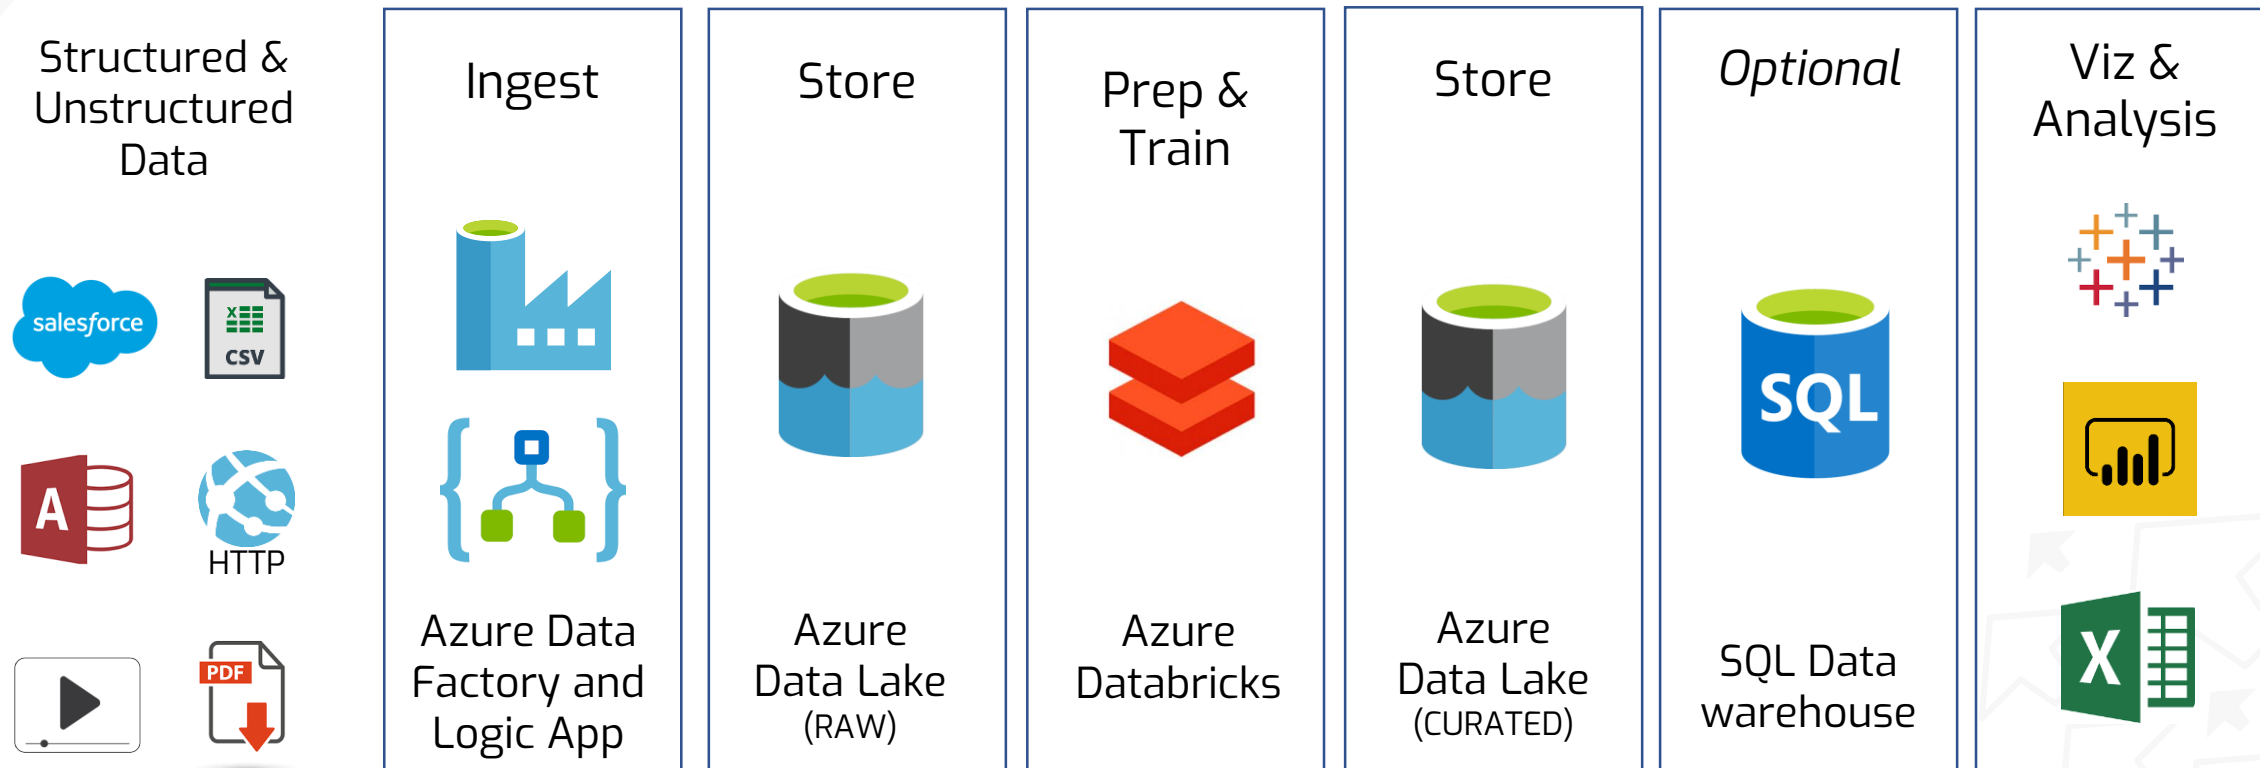 Structured &
Unstructured
Data
salesforce
X
CSV
A
HTTP
PDF
Ingest
Azure Data
Factory and
Logic App
Store
Azure
Data Lake
(RAW)
Prep &
Train
Azure
Databricks
Store
Azure
Data Lake
(CURATED)
Optional
SQL
SQL Data
warehouse
Viz &
Analysis
X